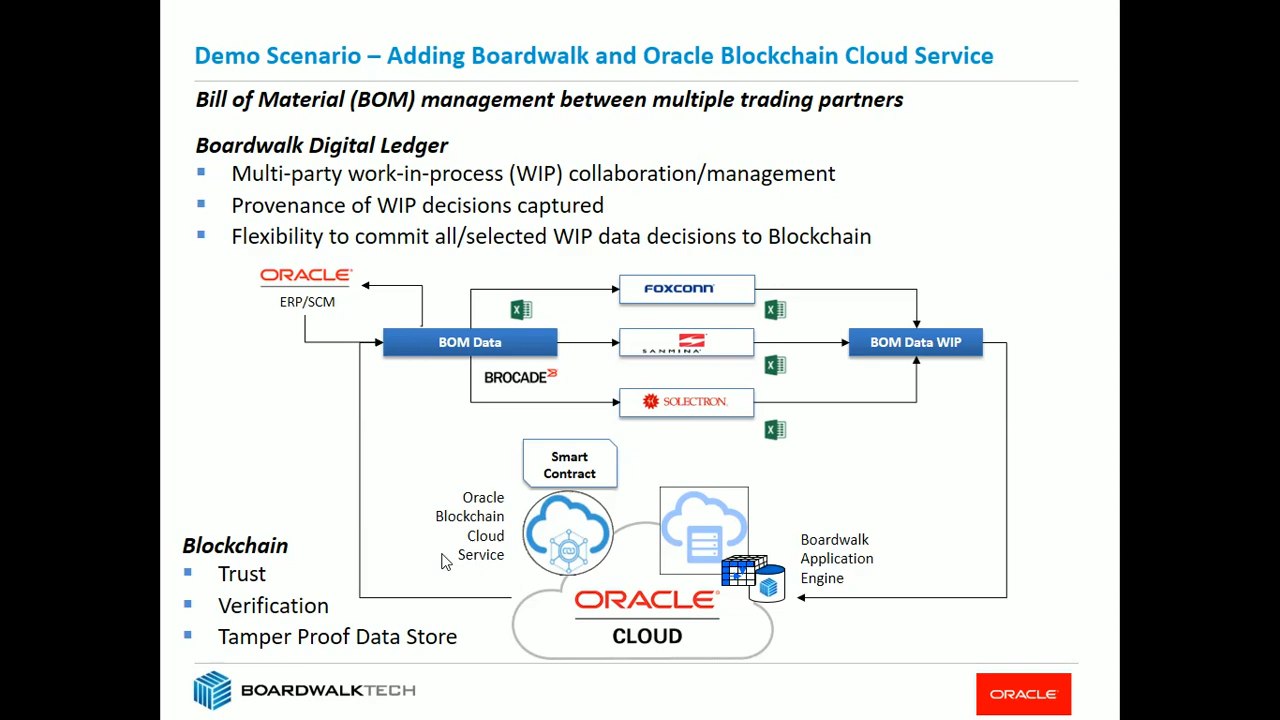 Demo Scenario – Adding Boardwalk and Oracle Blockchain Cloud Service
Bill of Material (BOM) management between multiple trading partners
Boardwalk Digital Ledger
Multi-party work-in-process (WIP) collaboration/management
Provenance of WIP decisions captured
Flexibility to commit all/selected WIP data decisions to Blockchain
ORACLE
ERP/SCM
FOXCONN
BOM Data
SANMINA
BOM Data WIP
BROCADE
SOLECTRON
Smart
Contract
Oracle
Blockchain
Cloud
Service
Boardwalk
Application
Engine
Blockchain
Trust
Verification
Tamper Proof Data Store
ORACLE
CLOUD
BOARDWALKTECH
ORACLE